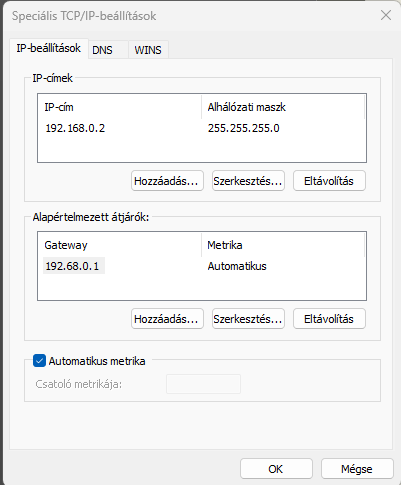 Speciális TCP/IP-beállítások
IP-beállítások DNS WINS
IP-címek
IP-cím Alhálózati maszk
192.168.0.2 255.255.255.0
Hozzáadás... Szerkesztés... Eltávolítás
Alapértelmezett átjárók:
Gateway Metrika
192.68.0.1 Automatikus
Hozzáadás... Szerkesztés... Eltávolítás
Automatikus metrika
Csatoló metrikája:
OK Mégse